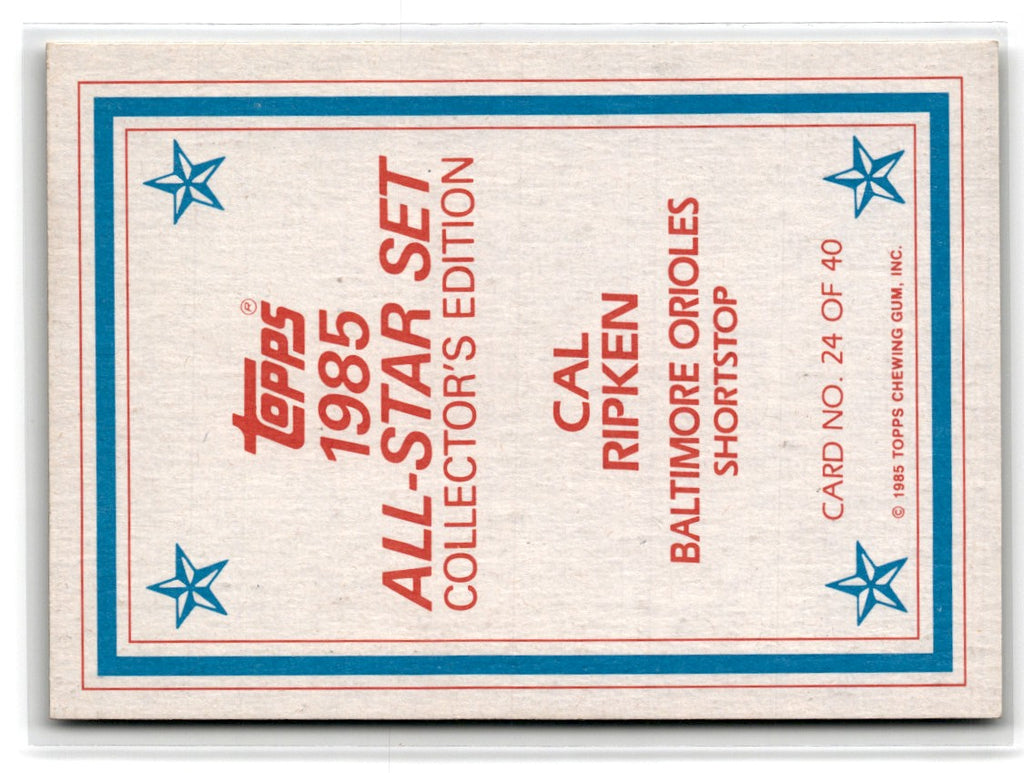 Topps®
1985
ALL-STAR SET
COLLECTOR'S EDITION
CAL
RIPKEN
BALTIMORE ORIOLES
SHORTSTOP
CARD NO. 24 OF 40
© 1985 TOPPS CHEWING GUM, INC.